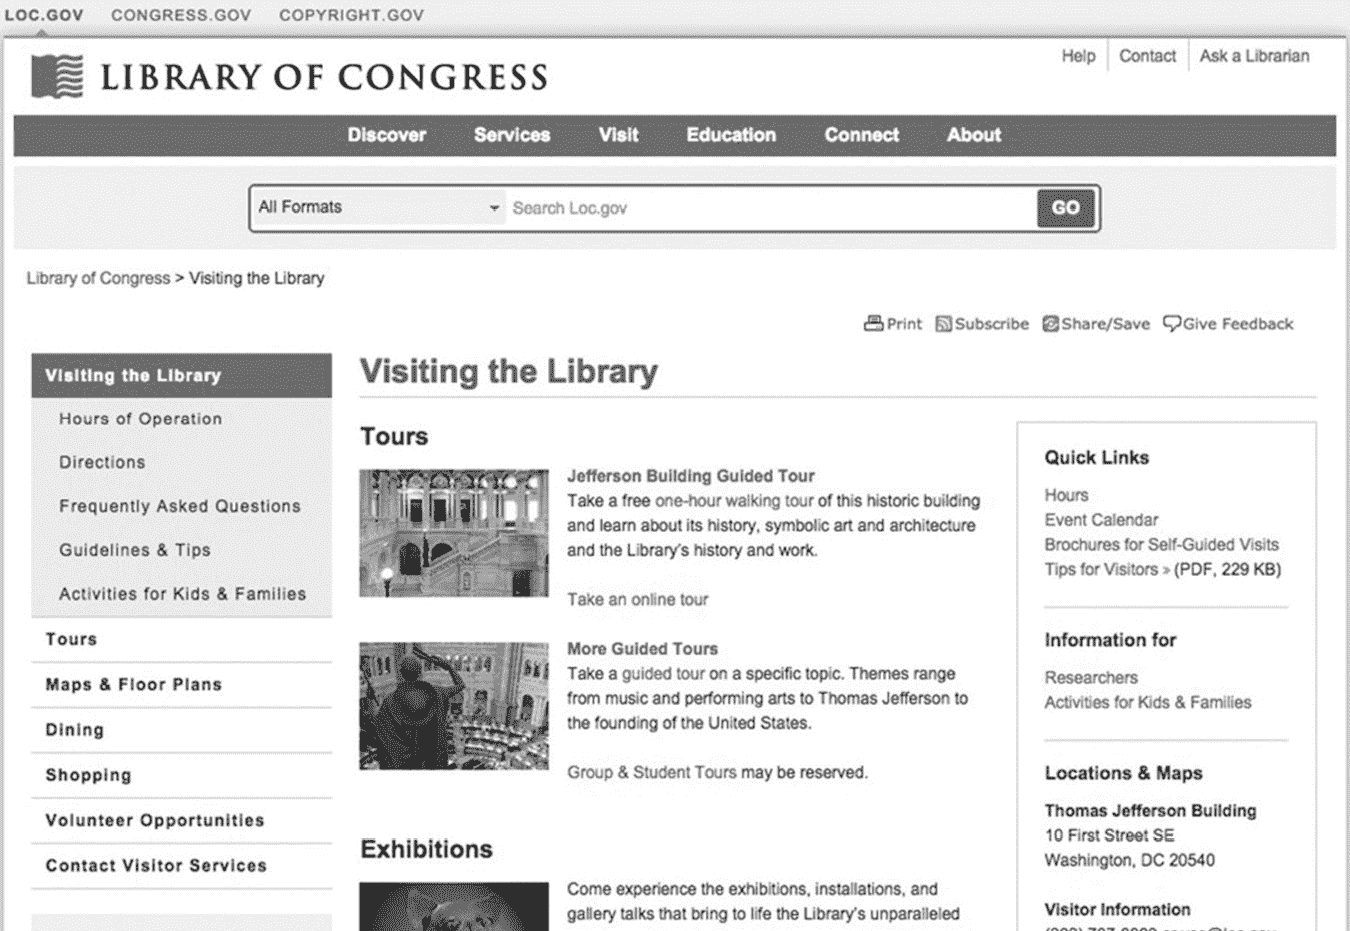 LOC.GOV CONGRESS.GOV COPYRIGHT.GOV
Help Contact Ask a Librarian
LIBRARY OF CONGRESS
Discover Services Visit Education Connect About
All Formats Search Loc.gov GO
Library of Congress > Visiting the Library
Print Subscribe Share/Save Give Feedback
Visiting the Library
Hours of Operation
Directions
Frequently Asked Questions
Guidelines & Tips
Activities for Kids & Families
Tours
Maps & Floor Plans
Dining
Shopping
Volunteer Opportunities
Contact Visitor Services
Visiting the Library
Tours
Jefferson Building Guided Tour
Take a free one-hour walking tour of this historic building
and learn about its history, symbolic art and architecture
and the Library's history and work.
Take an online tour
More Guided Tours
Take a guided tour on a specific topic. Themes range
from music and performing arts to Thomas Jefferson to
the founding of the United States.
Group & Student Tours may be reserved.
Exhibitions
Come experience the exhibitions, installations, and
gallery talks that bring to life the Library's unparalleled
Quick Links
Hours
Event Calendar
Brochures for Self-Guided Visits
Tips for Visitors » (PDF, 229 KB)
Information for
Researchers
Activities for Kids & Families
Locations & Maps
Thomas Jefferson Building
10 First Street SE
Washington, DC 20540
Visitor Information